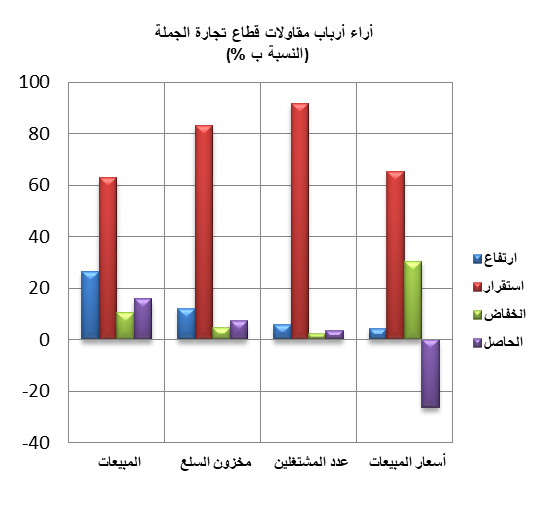 أراء أرباب مقاولات قطاع تجارة الجملة
(النسبة ب %)
100
80
60
40
20
0
-20
-40
المبيعات
مخزون السلع
عدد المشتغلين
أسعار المبيعات
ارتفاع
استقرار
انخفاض
الحاصل